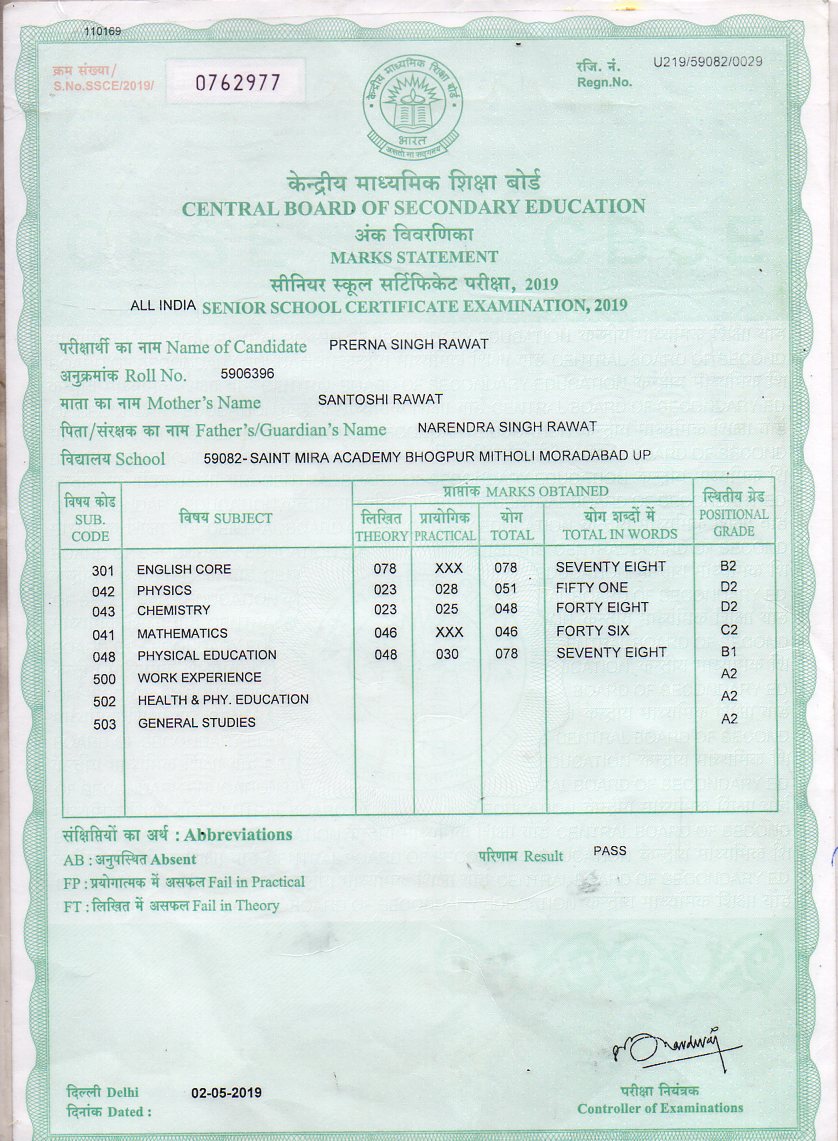 110169
क्रम संख्या/
S.No.SSCE/2019/ 0762977
रजि. नं. U219/59082/0029
Regn.No.
केन्द्रीय माध्यमिक शिक्षा बोर्ड
भारत
असतो मा सद्गमय
केन्द्रीय माध्यमिक शिक्षा बोर्ड
CENTRAL BOARD OF SECONDARY EDUCATION
अंक विवरणिका
MARKS STATEMENT
सीनियर स्कूल सर्टिफिकेट परीक्षा, 2019
ALL INDIA SENIOR SCHOOL CERTIFICATE EXAMINATION, 2019
परीक्षार्थी का नाम Name of Candidate PRERNA SINGH RAWAT
अनुक्रमांक Roll No. 5906396
माता का नाम Mother's Name SANTOSHI RAWAT
पिता/संरक्षक का नाम Father's/Guardian's Name NARENDRA SINGH RAWAT
विद्यालय School 59082- SAINT MIRA ACADEMY BHOGPUR MITHOLI MORADABAD UP
विषय कोड SUB. CODE विषय SUBJECT प्राप्तांक MARKS OBTAINED स्थितीय ग्रेड POSITIONAL GRADE
लिखित THEORY प्रायोगिक PRACTICAL योग TOTAL योग शब्दों में TOTAL IN WORDS
301 ENGLISH CORE 078 XXX 078 SEVENTY EIGHT B2
042 PHYSICS 023 028 051 FIFTY ONE D2
043 CHEMISTRY 023 025 048 FORTY EIGHT D2
041 MATHEMATICS 046 XXX 046 FORTY SIX C2
048 PHYSICAL EDUCATION 048 030 078 SEVENTY EIGHT B1
500 WORK EXPERIENCE A2
502 HEALTH & PHY. EDUCATION A2
503 GENERAL STUDIES A2
संक्षिप्तियों का अर्थ : Abbreviations
AB : अनुपस्थित Absent
परिणाम Result PASS
FP : प्रयोगात्मक में असफल Fail in Practical
FT : लिखित में असफल Fail in Theory
दिल्ली Delhi
दिनांक Dated : 02-05-2019
परीक्षा नियंत्रक
Controller of Examinations